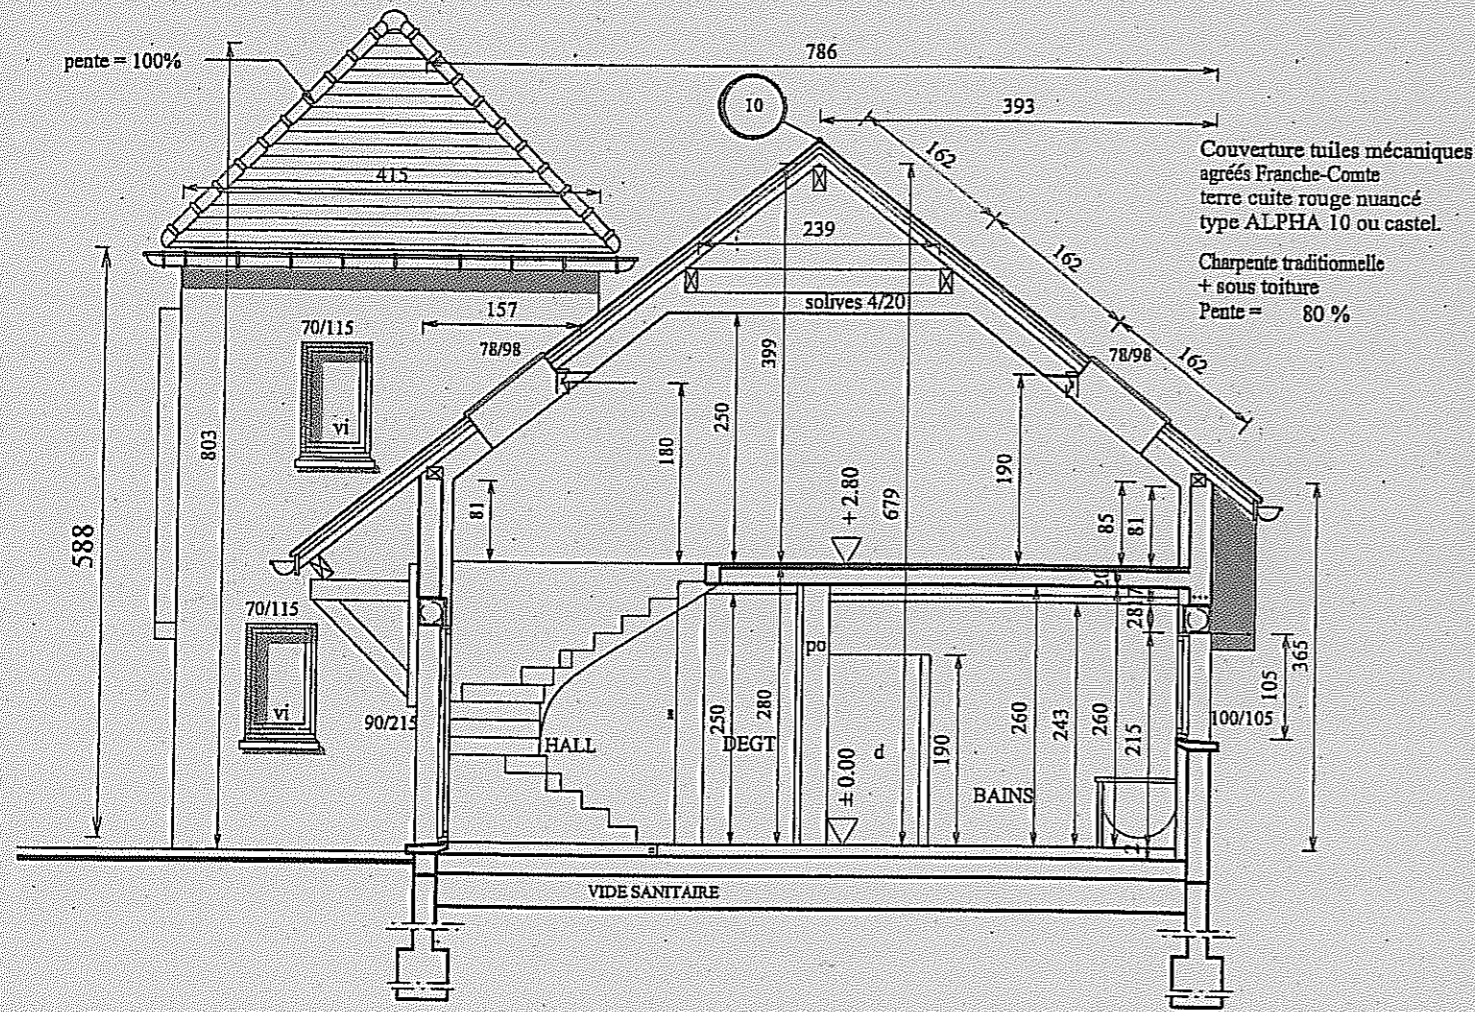 pente = 100%
786
10
393
162
Couverture tuiles mécaniques
agréés Franche-Comte
terre cuite rouge nuancé
type ALPHA 10 ou castel.
415
239
162
Charpente traditionnelle
+ sous toiture
Pente = 80 %
solives 4/20
157
70/115
78/98
78/98
162
399
250
180
190
803
vi
679
+ 2.80
81
85
81
588
20
28
17
70/115
po
365
105
vi
90/215
100/105
HALL
DEGT
250
280
± 0.00
d
190
260
243
260
215
BAINS
2
VIDE SANITAIRE